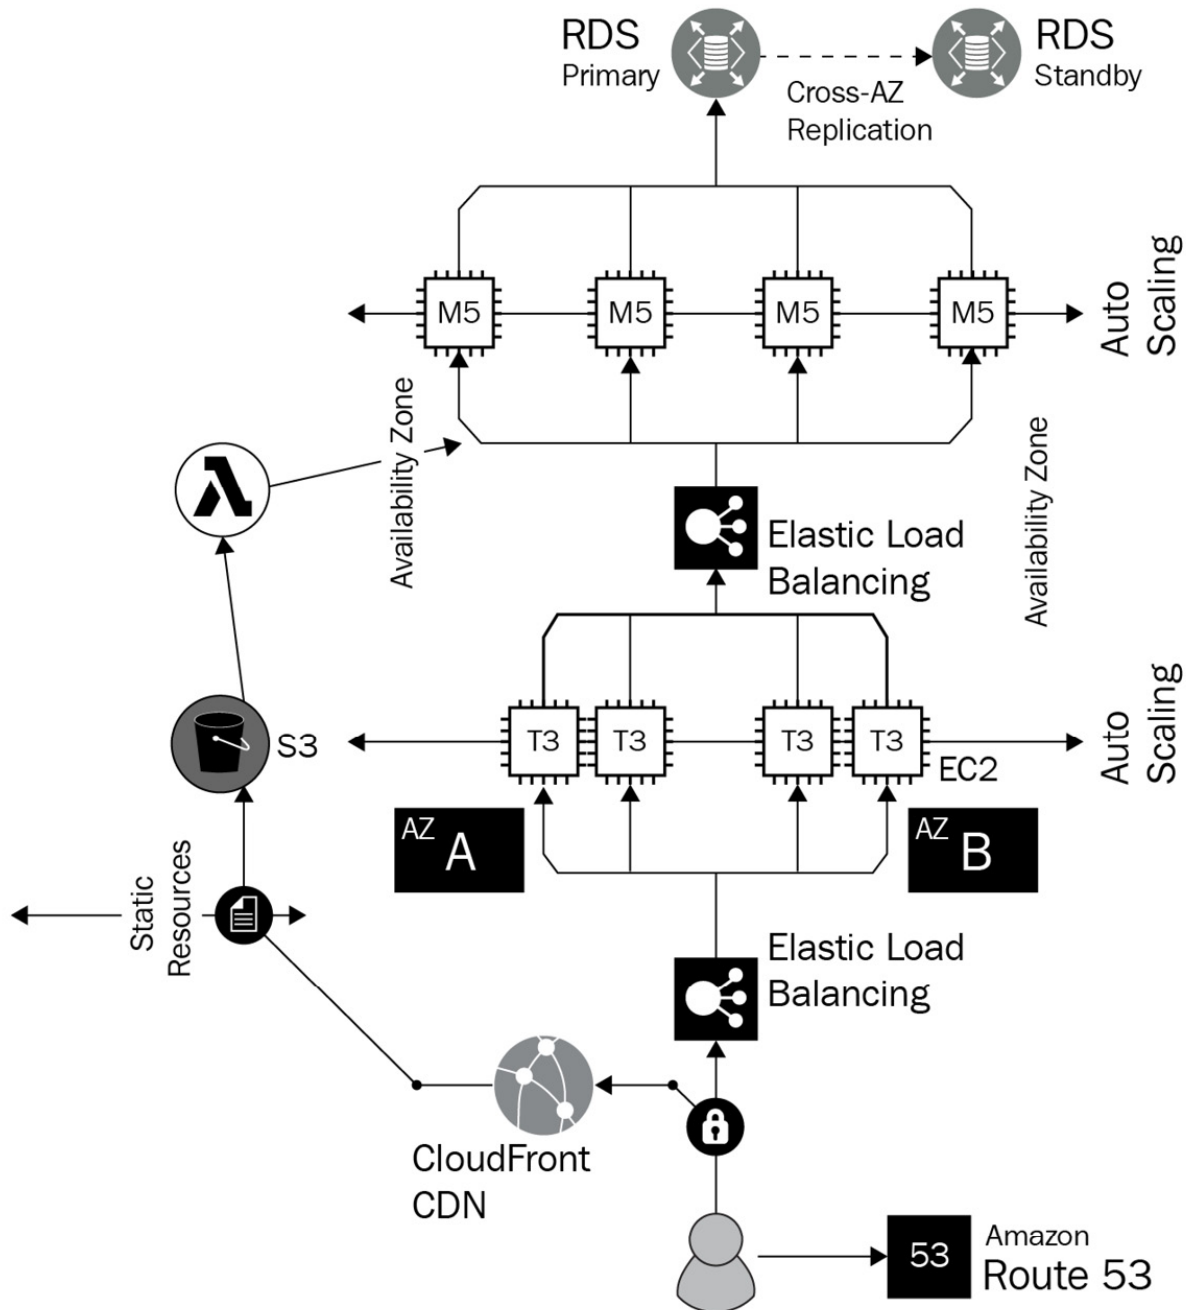 RDS
Primary
RDS
Standby
Cross-AZ
Replication
M5
M5
M5
M5
Auto
Scaling
Availability Zone
Availability Zone
Elastic Load
Balancing
S3
T3
T3
T3
T3
EC2
Auto
Scaling
AZ
A
AZ
B
Static
Resources
Elastic Load
Balancing
CloudFront
CDN
53
Amazon
Route 53